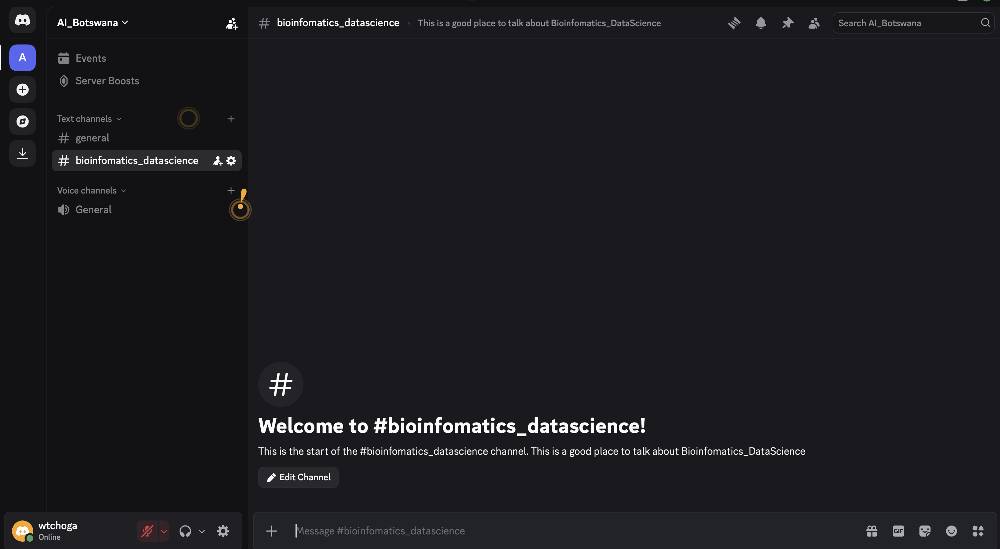 AI_Botswana
bioinfomatics_datascience
This is a good place to talk about Bioinfomatics_DataScience
Search AI_Botswana
A
Events
Server Boosts
Text channels
general
bioinfomatics_datascience
Voice channels
General
Welcome to #bioinfomatics_datascience!
This is the start of the #bioinfomatics_datascience channel. This is a good place to talk about Bioinfomatics_DataScience
Edit Channel
wtchoga
Online
Message #bioinfomatics_datascience
GIF